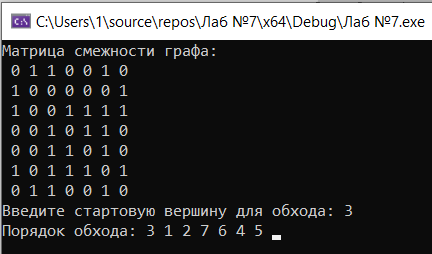 C:\Users\1\source\repos\Лаб №7\x64\Debug\Лаб №7.exe
Матрица смежности графа:
0 1 1 0 0 1 0
1 0 0 0 0 0 1
1 0 0 1 1 1 1
0 0 1 0 1 1 0
0 0 1 1 0 1 0
1 0 1 1 1 0 1
0 1 1 0 0 1 0
Введите стартовую вершину для обхода: 3
Порядок обхода: 3 1 2 7 6 4 5